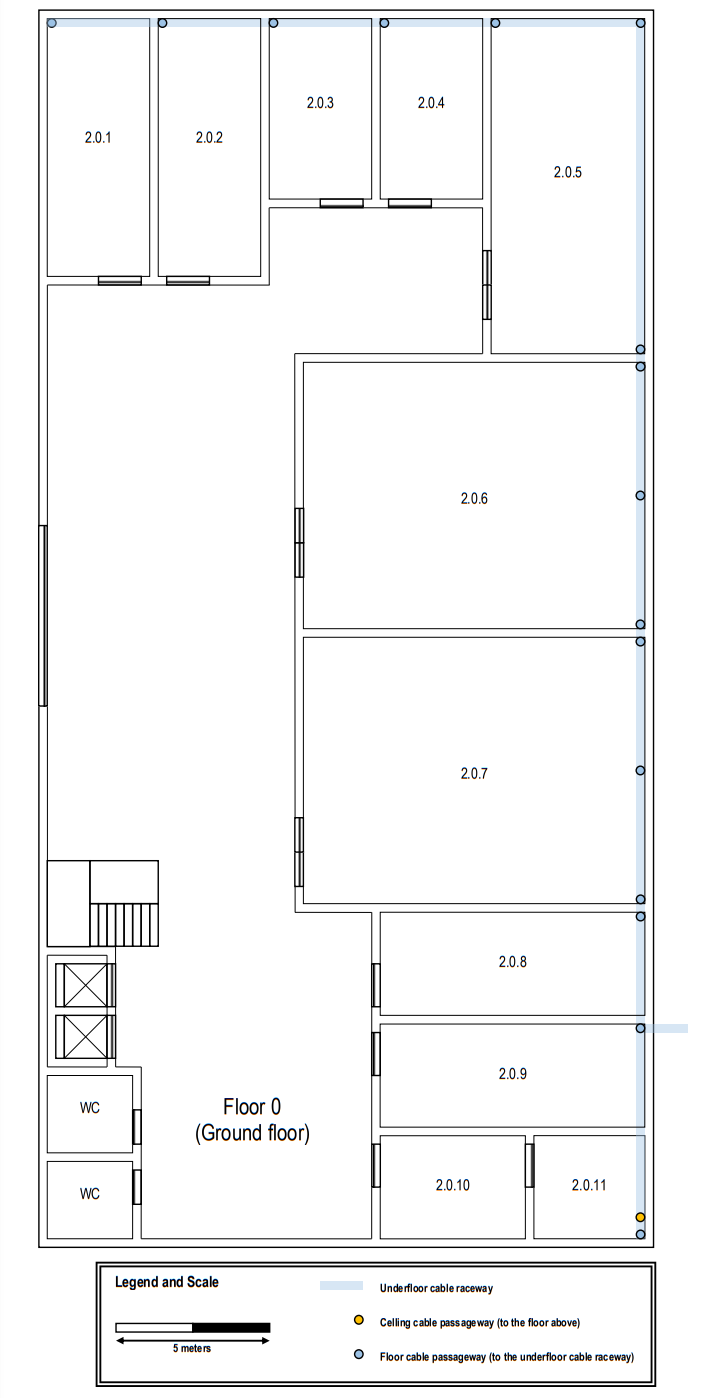 2.0.1
2.0.2
2.0.3
2.0.4
2.0.5
2.0.6
2.0.7
2.0.8
2.0.9
2.0.10
2.0.11
WC
WC
Floor 0
(Ground floor)
Legend and Scale
5 meters
Underfloor cable raceway
Celling cable passageway (to the floor above)
Floor cable passageway (to the underfloor cable raceway)